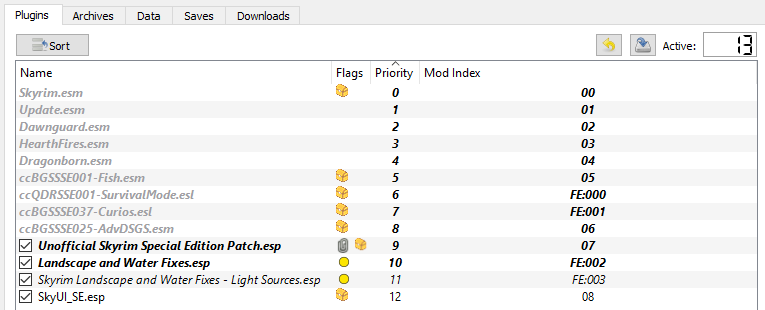 Plugins Archives Data Saves Downloads
Sort Active: 13
Name Flags Priority Mod Index
Skyrim.esm 0 00
Update.esm 1 01
Dawnguard.esm 2 02
HearthFires.esm 3 03
Dragonborn.esm 4 04
ccBGSSSE001-Fish.esm 5 05
ccQDRSSE001-SurvivalMode.esl 6 FE:000
ccBGSSSE037-Curios.esl 7 FE:001
ccBGSSSE025-AdvDSGS.esm 8 06
Unofficial Skyrim Special Edition Patch.esp 9 07
Landscape and Water Fixes.esp 10 FE:002
Skyrim Landscape and Water Fixes - Light Sources.esp 11 FE:003
SkyUI_SE.esp 12 08